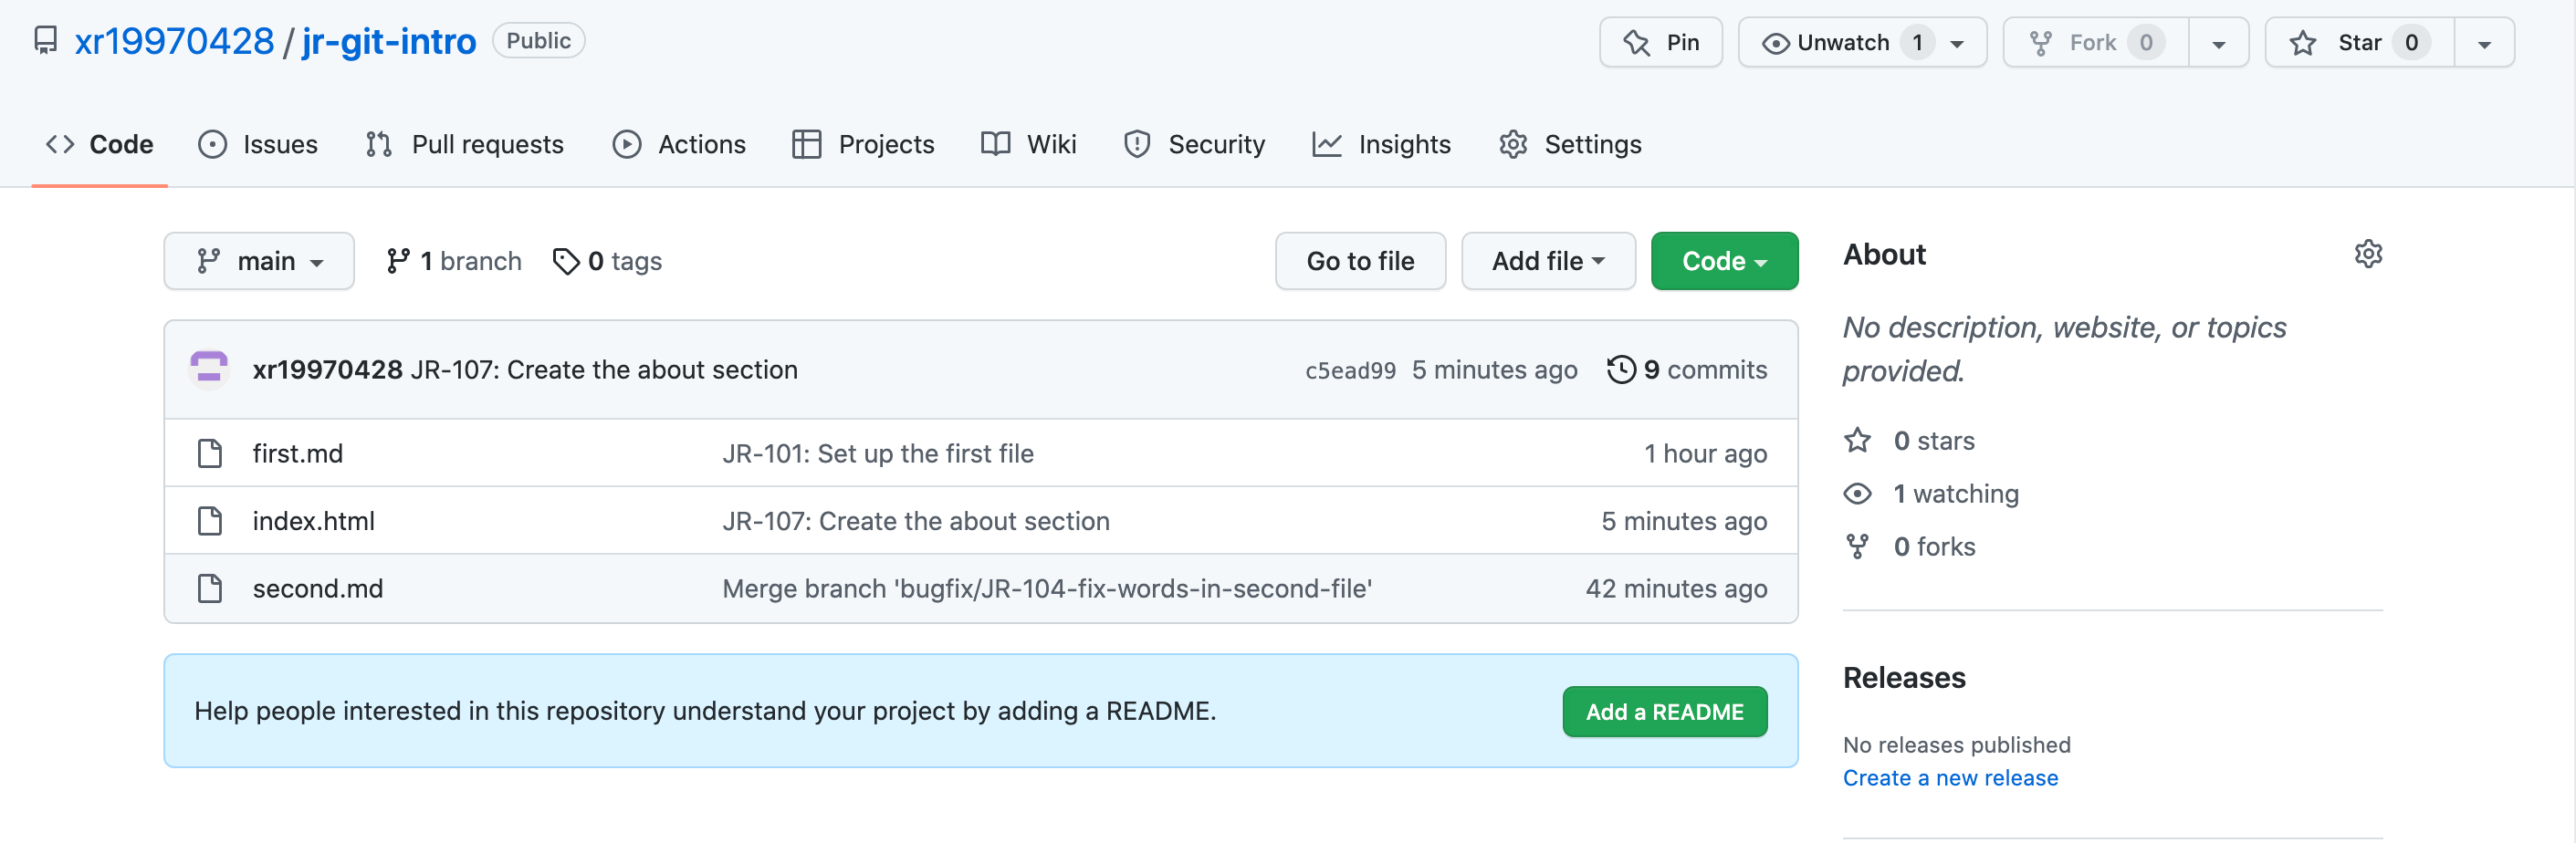 xr19970428 / jr-git-intro Public Pin Unwatch 1 Fork 0 Star 0
Code Issues Pull requests Actions Projects Wiki Security Insights Settings
main 1 branch 0 tags Go to file Add file Code
xr19970428 JR-107: Create the about section c5ead99 5 minutes ago 9 commits
first.md JR-101: Set up the first file 1 hour ago
index.html JR-107: Create the about section 5 minutes ago
second.md Merge branch 'bugfix/JR-104-fix-words-in-second-file' 42 minutes ago
Help people interested in this repository understand your project by adding a README. Add a README
About
No description, website, or topics
provided.
0 stars
1 watching
0 forks
Releases
No releases published
Create a new release